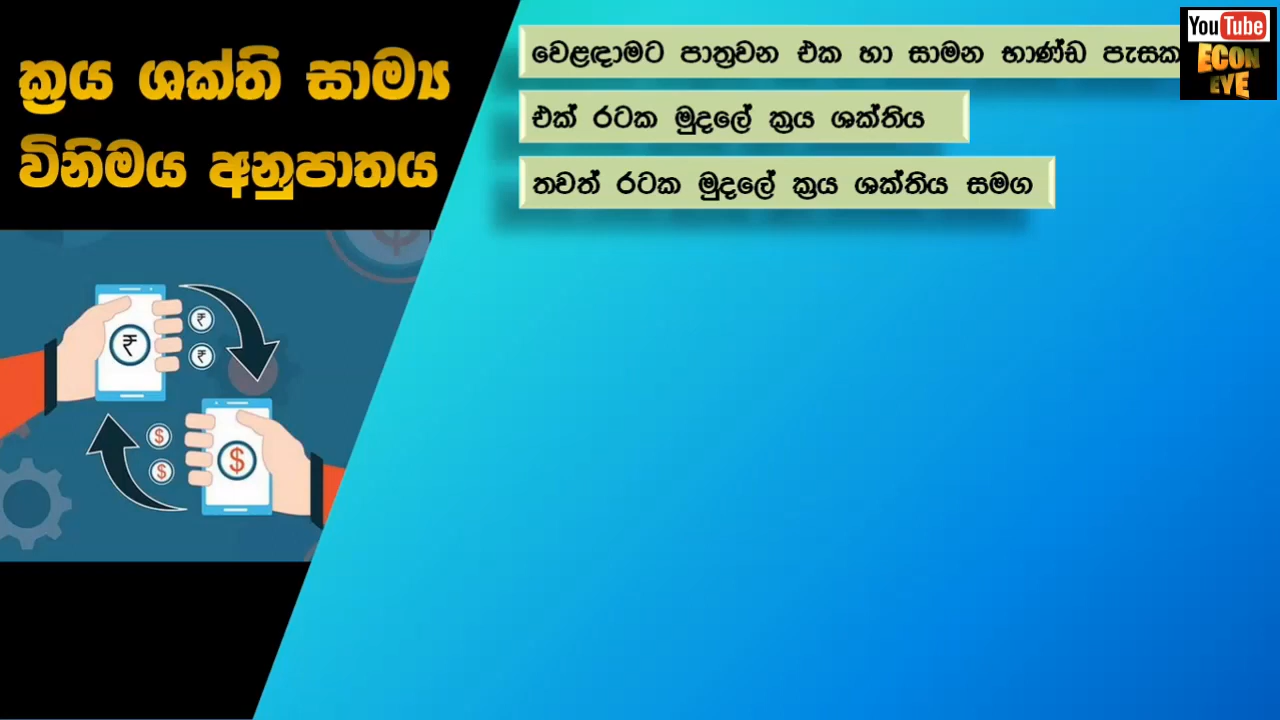 ක්‍රය ශක්ති සාම්‍ය
විනිමය අනුපාතය
වෙළඳාමට පාත්‍රවන එක හා සාමන භාණ්ඩ පැසක
එක් රටක මුදලේ ක්‍රය ශක්තිය
තවත් රටක මුදලේ ක්‍රය ශක්තිය සමග
YouTube
ECON
EYE
₹
₹
₹
$
$
$